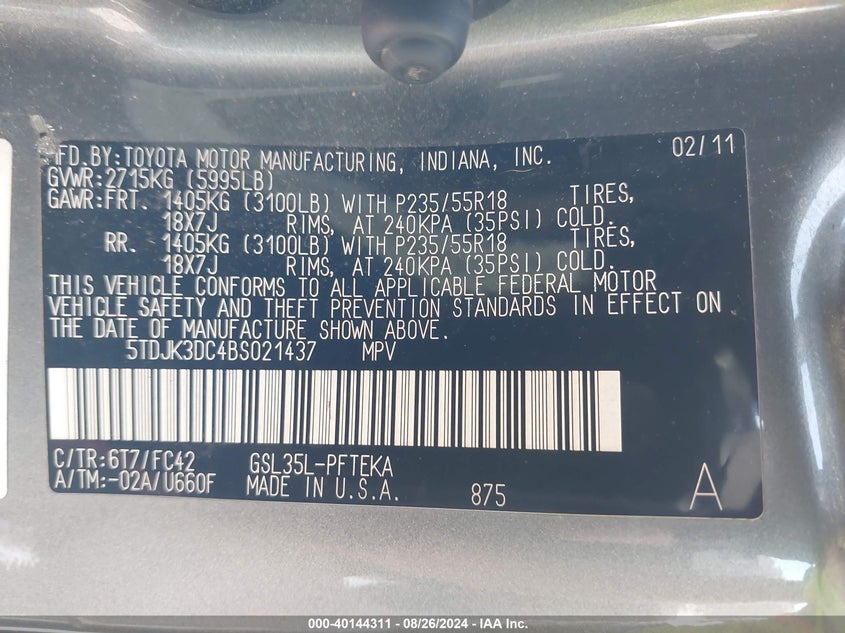 MFD.BY:TOYOTA MOTOR MANUFACTURING, INDIANA, INC. 02/11
GVWR:2715KG (5995LB)
GAWR:FRT. 1405KG (3100LB) WITH P235/55R18 TIRES,
18X7J RIMS, AT 240KPA (35PSI) COLD.
RR. 1405KG (3100LB) WITH P235/55R18 TIRES,
18X7J RIMS, AT 240KPA (35PSI) COLD.
THIS VEHICLE CONFORMS TO ALL APPLICABLE FEDERAL MOTOR
VEHICLE SAFETY AND THEFT PREVENTION STANDARDS IN EFFECT ON
THE DATE OF MANUFACTURE SHOWN ABOVE.
5TDJK3DC4BS021437 MPV
C/TR:6T7/FC42 GSL35L-PFTEKA
A/TM:-02A/U660F MADE IN U.S.A. 875 A
000-40144311 - 08/26/2024 - IAA Inc.